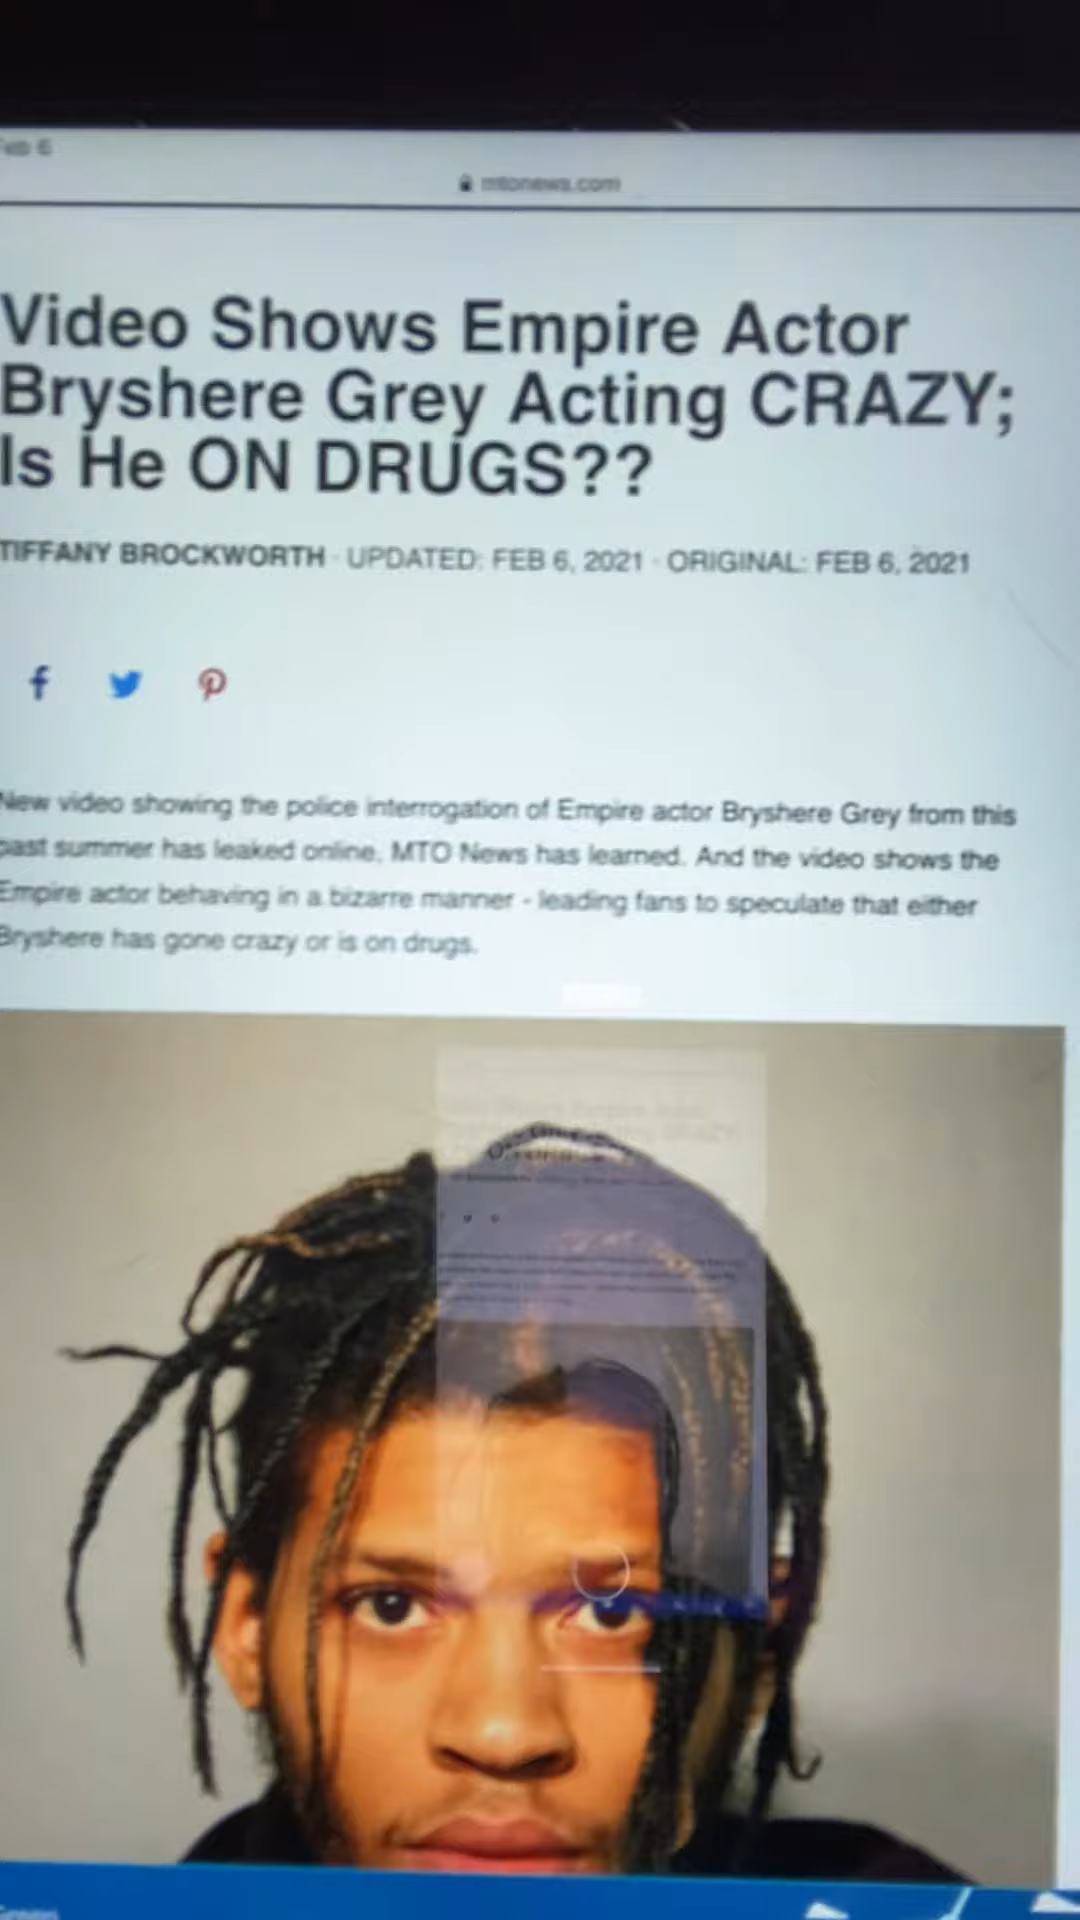 Feb 6
mtonews.com
Video Shows Empire Actor
Bryshere Grey Acting CRAZY;
Is He ON DRUGS??
TIFFANY BROCKWORTH · UPDATED: FEB 6, 2021 · ORIGINAL: FEB 6, 2021
New video showing the police interrogation of Empire actor Bryshere Grey from this
past summer has leaked online, MTO News has learned. And the video shows the
Empire actor behaving in a bizarre manner - leading fans to speculate that either
Bryshere has gone crazy or is on drugs.